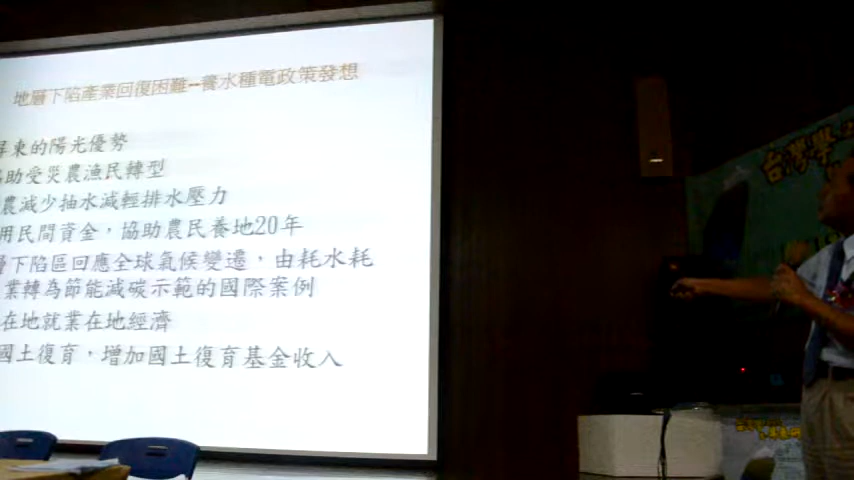 地層下陷產業回復困難--養水種電政策發想
屏東的陽光優勢
協助受災農漁民轉型
農減少抽水減輕排水壓力
用民間資金，協助農民養地20年
層下陷區回應全球氣候變遷，由耗水耗
業轉為節能減碳示範的國際案例
在地就業在地經濟
國土復育，增加國土復育基金收入
台灣學